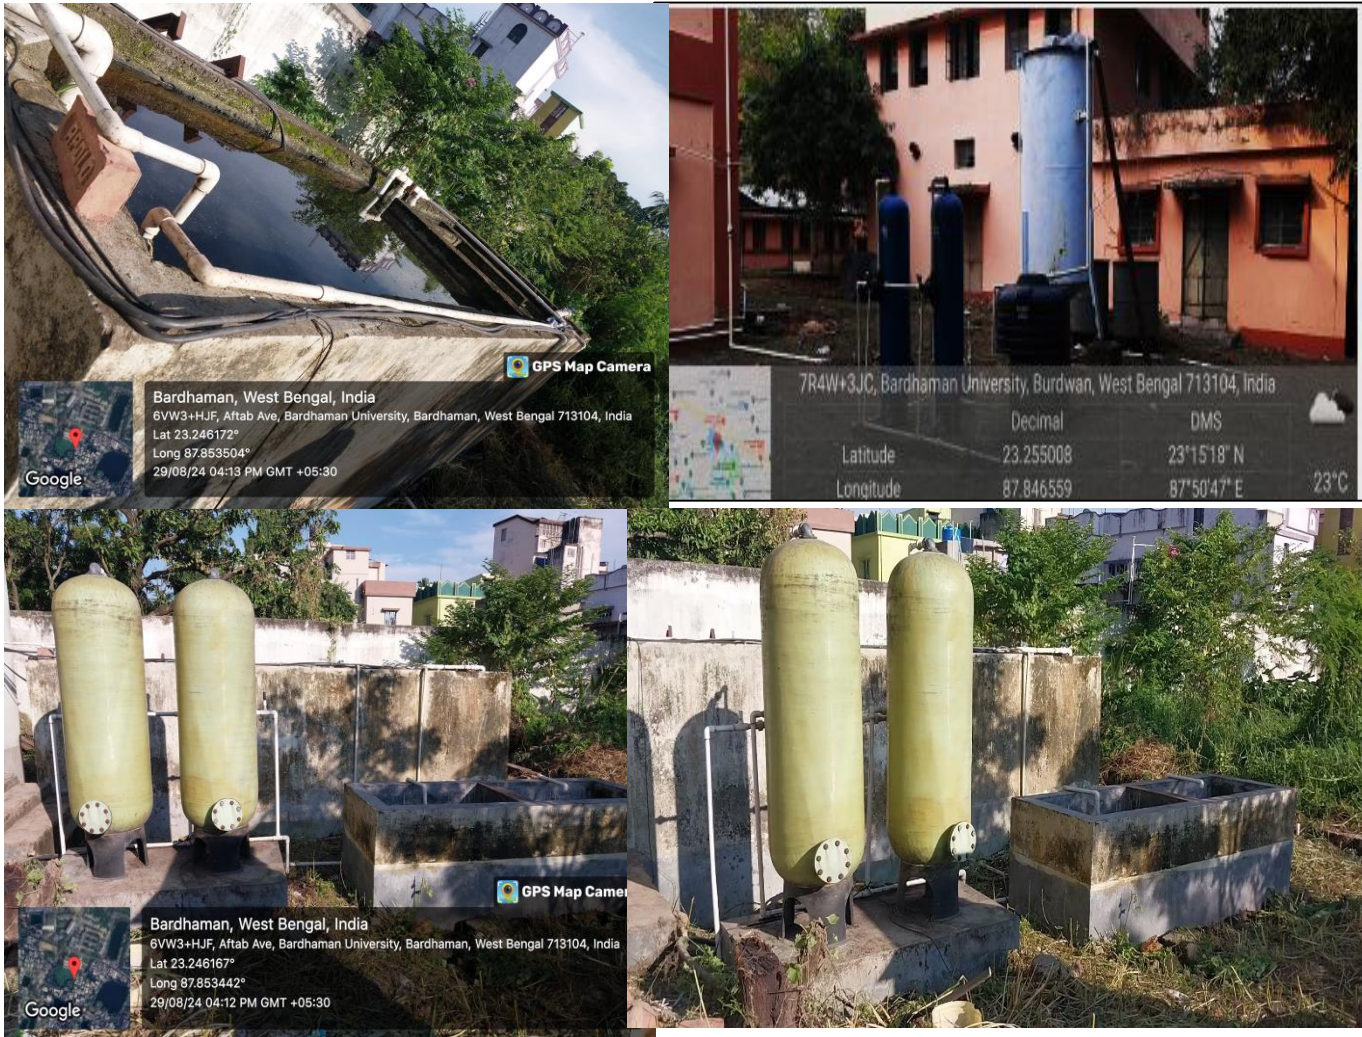 GPS Map Camera
Bardhaman, West Bengal, India
6VW3+HJF, Aftab Ave, Bardhaman University, Bardhaman, West Bengal 713104, India
Lat 23.246172°
Long 87.853504°
29/08/24 04:13 PM GMT +05:30
Google
7R4W+3JC, Bardhaman University, Burdwan, West Bengal 713104, India
Decimal DMS
Latitude 23.255008 23°15'18" N
Longitude 87.846559 87°50'47" E
23°C
GPS Map Camer
Bardhaman, West Bengal, India
6VW3+HJF, Aftab Ave, Bardhaman University, Bardhaman, West Bengal 713104, India
Lat 23.246167°
Long 87.853442°
29/08/24 04:12 PM GMT +05:30
Google